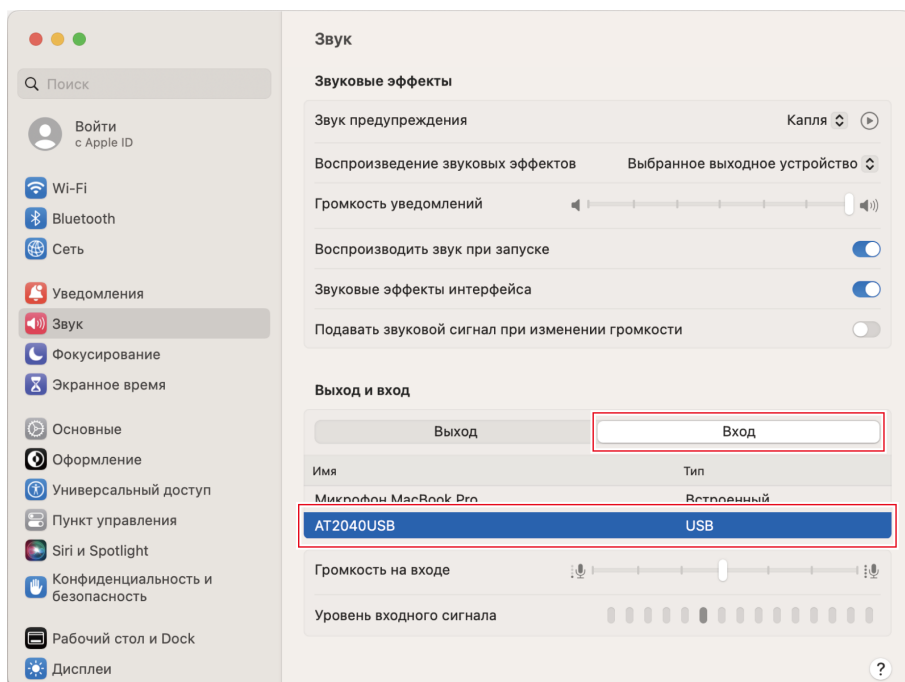 Звук
Поиск
Войти
с Apple ID
Wi-Fi
Bluetooth
Сеть
Уведомления
Звук
Фокусирование
Экранное время
Основные
Оформление
Универсальный доступ
Пункт управления
Siri и Spotlight
Конфиденциальность и
безопасность
Рабочий стол и Dock
Дисплеи
Звуковые эффекты
Звук предупреждения Капля
Воспроизведение звуковых эффектов Выбранное выходное устройство
Громкость уведомлений
Воспроизводить звук при запуске
Звуковые эффекты интерфейса
Подавать звуковой сигнал при изменении громкости
Выход и вход
Выход Вход
Имя Тип
Микрофон MacBook Pro Встроенный
AT2040USB USB
Громкость на входе
Уровень входного сигнала
?